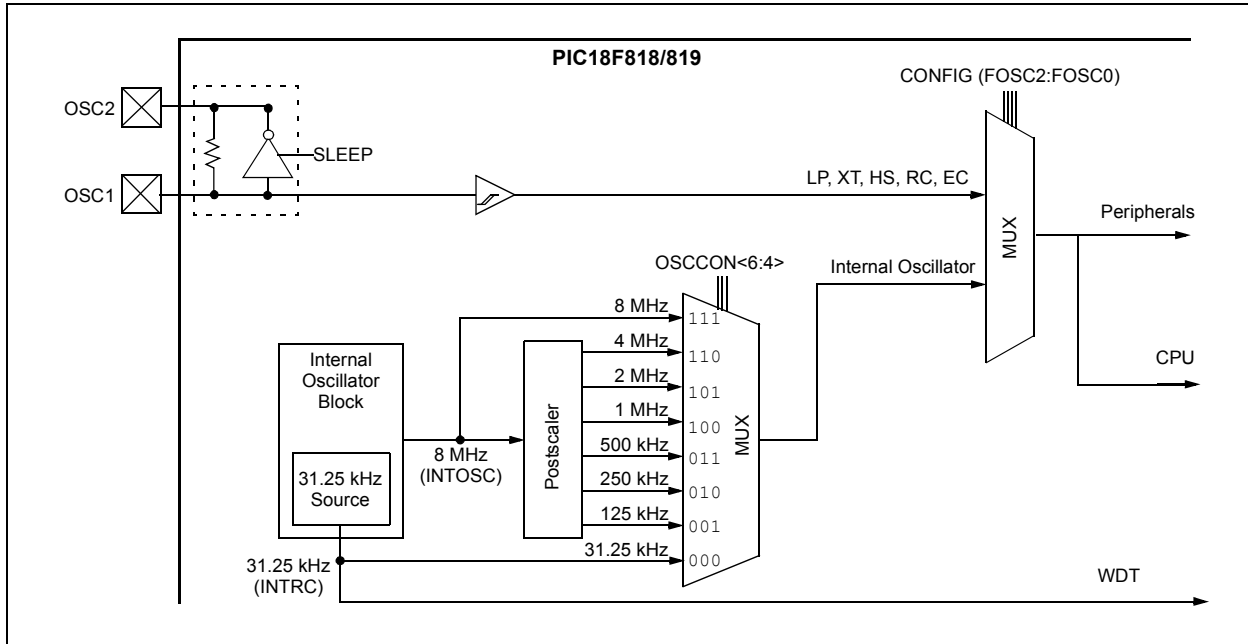 PIC18F818/819
CONFIG (FOSC2:FOSC0)
OSC2
SLEEP
OSC1
LP, XT, HS, RC, EC
Peripherals
MUX
OSCCON<6:4>
Internal Oscillator
CPU
8 MHz
111
4 MHz
110
2 MHz
101
1 MHz
100
500 kHz
011
250 kHz
010
125 kHz
001
31.25 kHz
000
MUX
Internal
Oscillator
Block
31.25 kHz
Source
8 MHz
(INTOSC)
Postscaler
31.25 kHz
(INTRC)
WDT